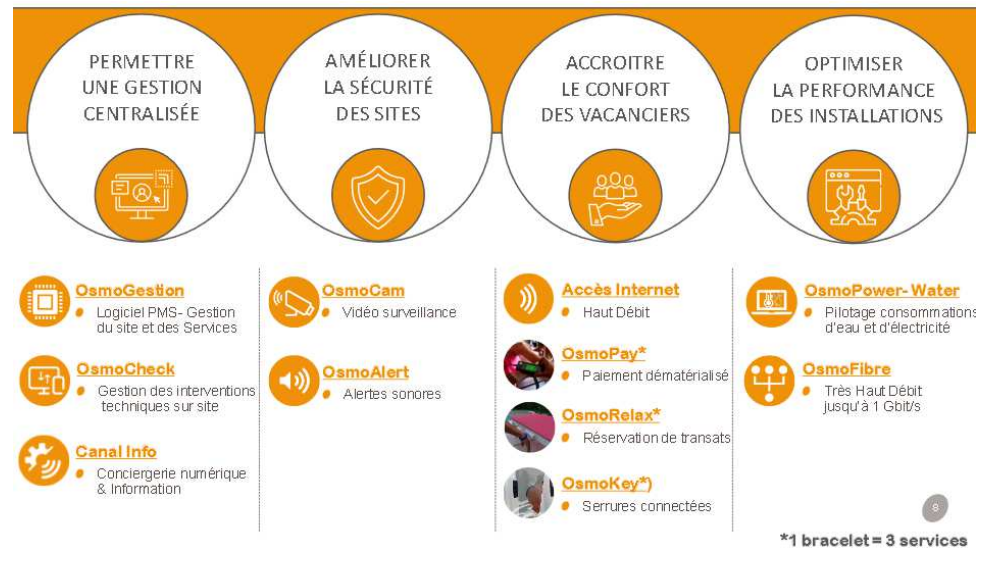 PERMETTRE
UNE GESTION
CENTRALISÉE
AMÉLIORER
LA SÉCURITÉ
DES SITES
ACCROITRE
LE CONFORT
DES VACANCIERS
OPTIMISER
LA PERFORMANCE
DES INSTALLATIONS
OsmoGestion
Logiciel PMS- Gestion
du site et des Services
OsmoCheck
Gestion des interventions
techniques sur site
Canal Info
Conciergerie numérique
& Information
OsmoCam
Vidéo surveillance
OsmoAlert
Alertes sonores
Accès Internet
Haut Débit
OsmoPay*
Paiement dématérialisé
OsmoRelax*
Réservation de transats
OsmoKey*)
Serrures connectées
OsmoPower- Water
Pilotage consommations
d'eau et d'électricité
OsmoFibre
Très Haut Débit
jusqu'à 1 Gbit/s
8
*1 bracelet = 3 services